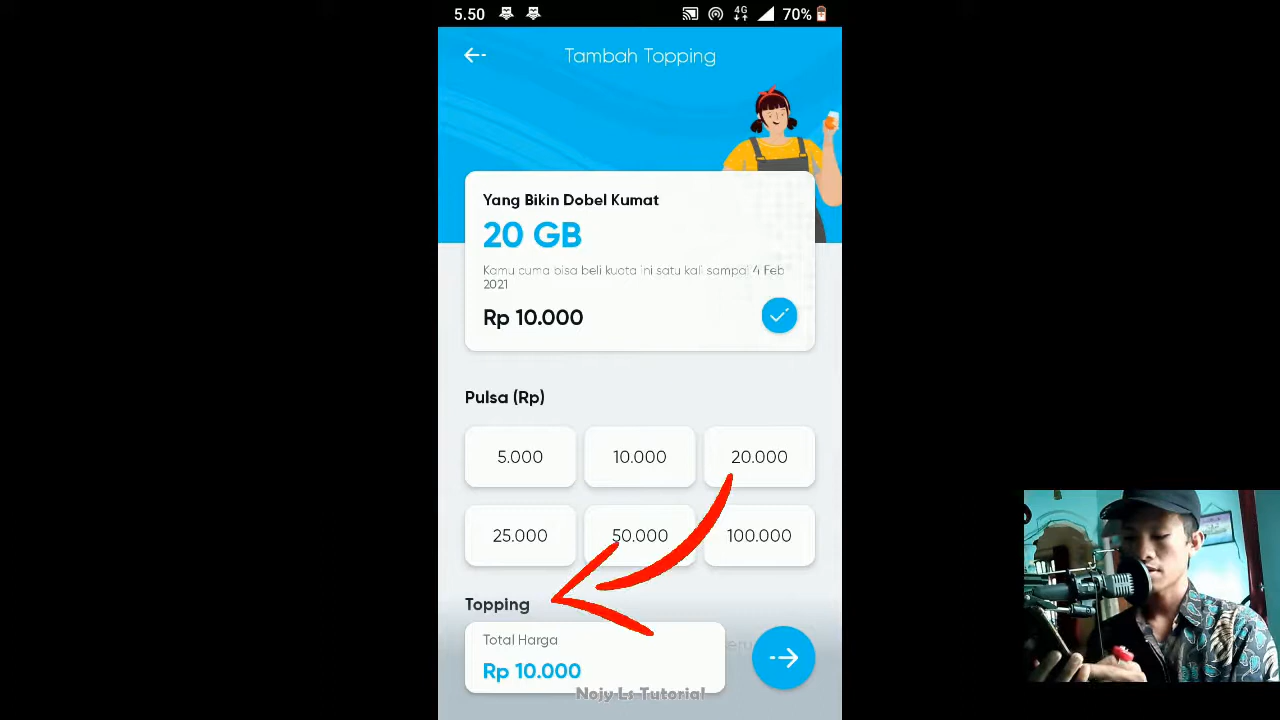 5.50
4G
70%
Tambah Topping
Yang Bikin Dobel Kumat
20 GB
Kamu cuma bisa beli kuota ini satu kali sampai 4 Feb
2021
Rp 10.000
Pulsa (Rp)
5.000 10.000 20.000
25.000 50.000 100.000
Topping
Total Harga
Rp 10.000
Nojy Ls Tutorial